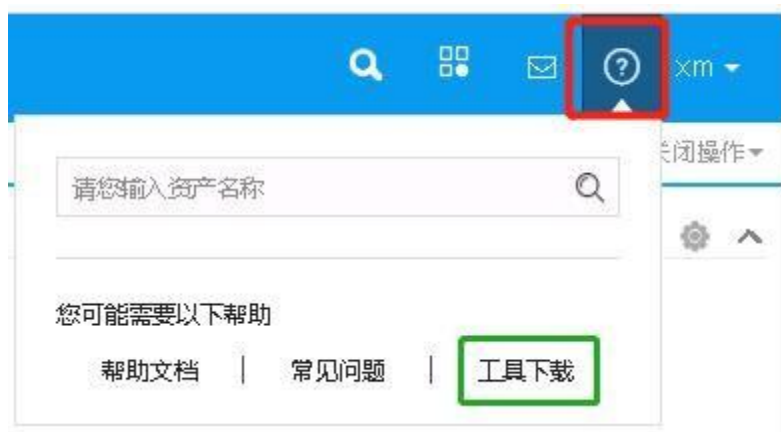 xm
关闭操作
请您输入资产名称
您可能需要以下帮助
帮助文档 | 常见问题 | 工具下载